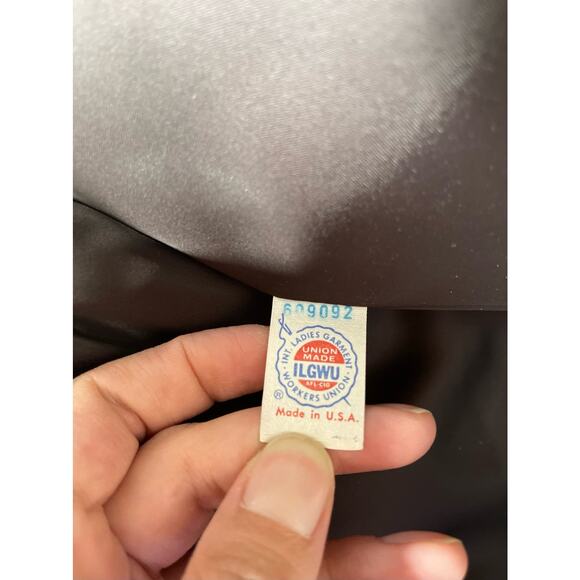 609092
INT. LADIES GARMENT
UNION
MADE
ILGWU
AFL-CIO
WORKERS UNION
®
Made in U.S.A.